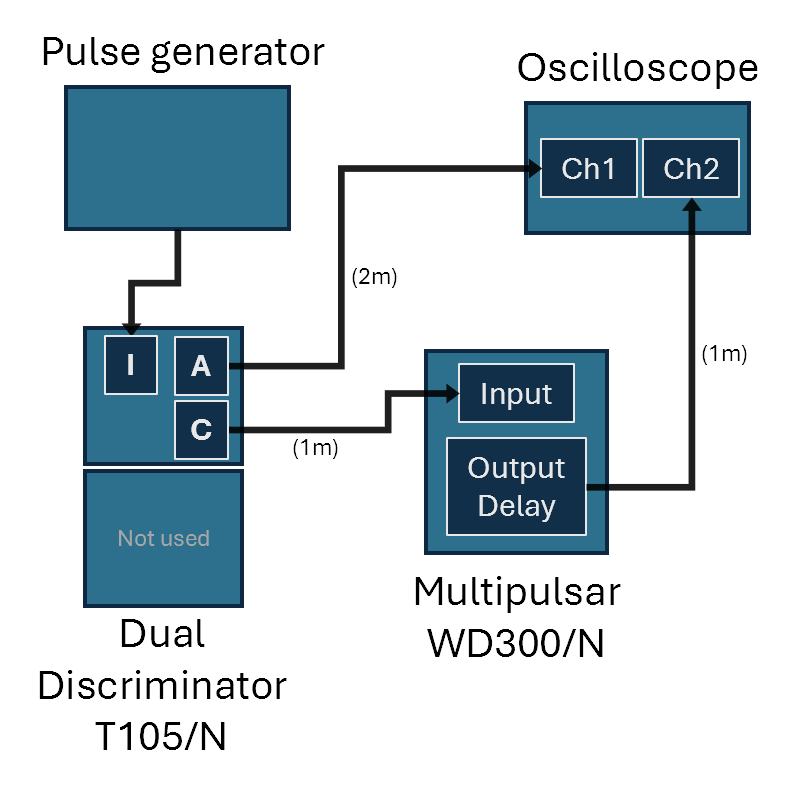 Pulse generator
Oscilloscope
Ch1
Ch2
(2m)
I
A
C
(1m)
(1m)
Input
Output
Delay
Not used
Multipulsar
WD300/N
Dual
Discriminator
T105/N